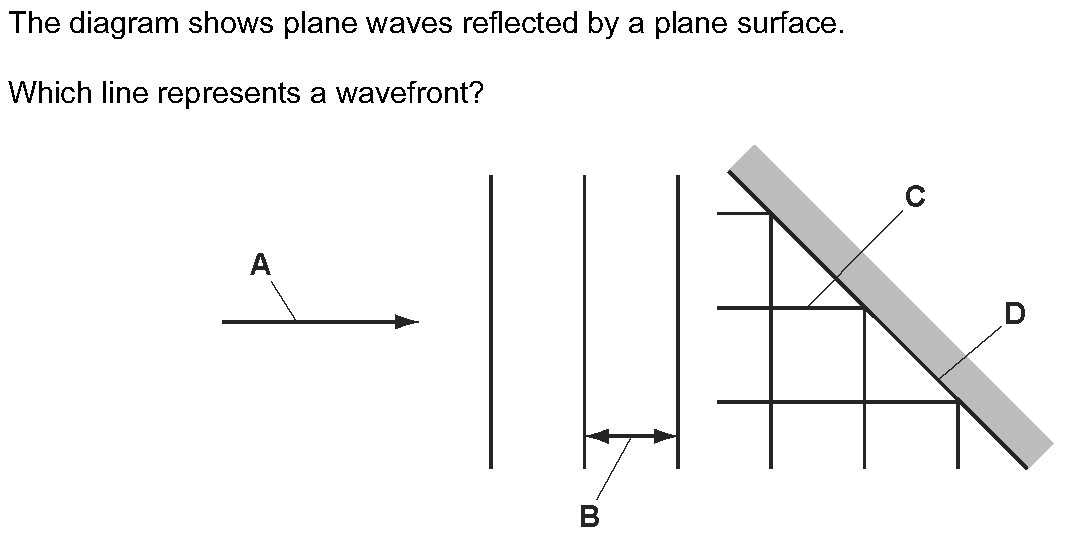 The diagram shows plane waves reflected by a plane surface.
Which line represents a wavefront?
C
A
D
B